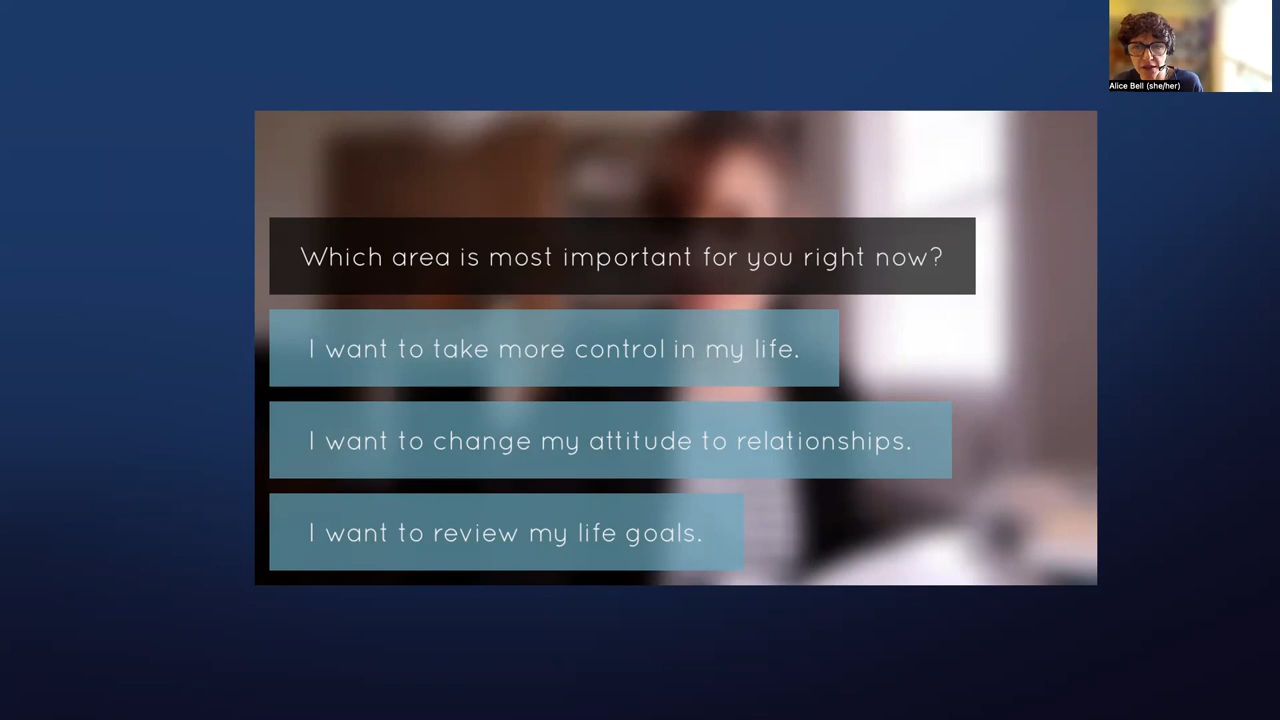 Alice Bell (she/her)
Which area is most important for you right now?
I want to take more control in my life.
I want to change my attitude to relationships.
I want to review my life goals.